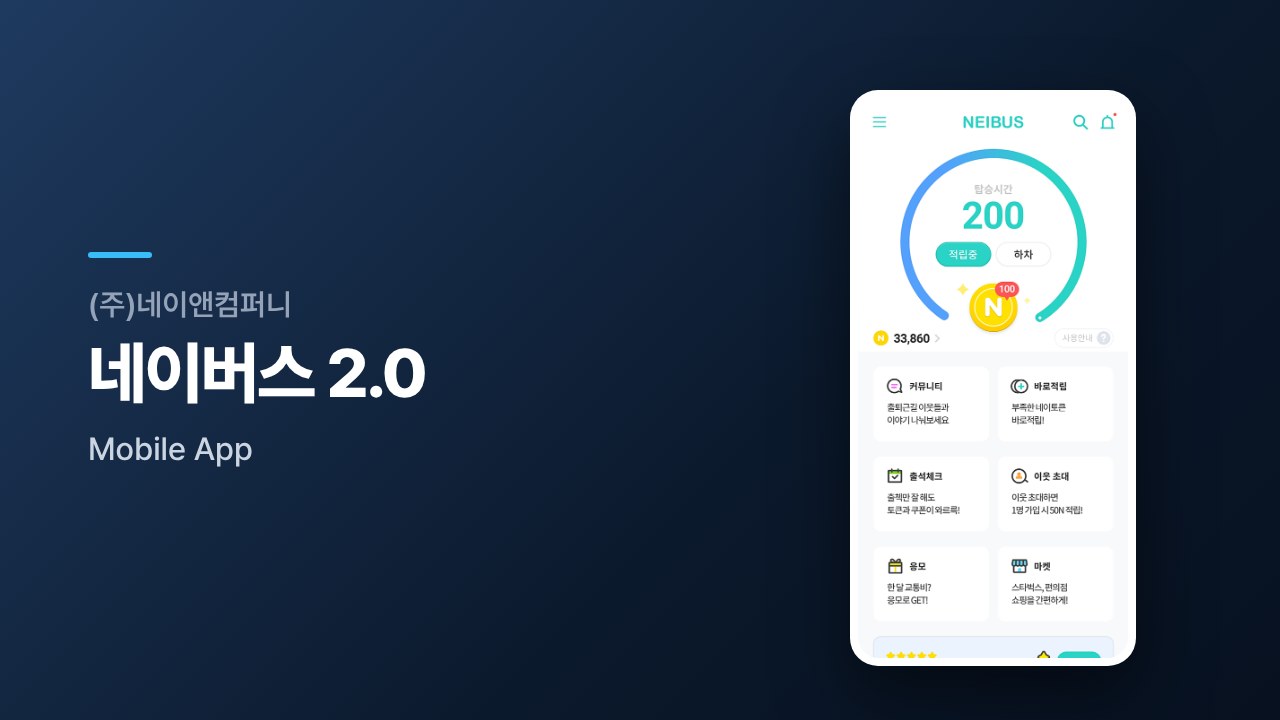 (주)네이앤컴퍼니
네이버스 2.0
Mobile App
NEIBUS
탑승시간
200
적립중 하차
100
N
N 33,860
사용안내 ?
커뮤니티
출퇴근길 이웃들과
이야기 나눠보세요
바로적립
부족한 네이토큰
바로적립!
출석체크
출첵만 잘 해도
토큰과 쿠폰이 와르륵!
이웃 초대
이웃 초대하면
1명 가입 시 50N 적립!
응모
한 달 교통비?
응모로 GET!
마켓
스타벅스, 편의점
쇼핑을 간편하게!